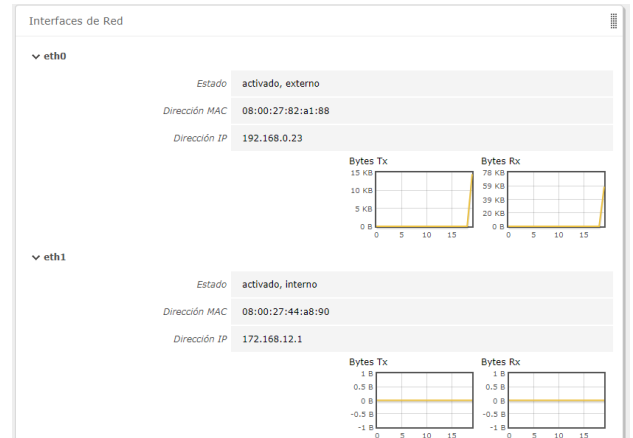 Interfaces de Red
eth0
Estado activado, externo
Dirección MAC 08:00:27:82:a1:88
Dirección IP 192.168.0.23
Bytes Tx Bytes Rx
15 KB 78 KB
10 KB 59 KB
39 KB
5 KB 20 KB
0 B 0 B
0 5 10 15 0 5 10 15
eth1
Estado activado, interno
Dirección MAC 08:00:27:44:a8:90
Dirección IP 172.168.12.1
Bytes Tx Bytes Rx
1 B 1 B
0.5 B 0.5 B
0 B 0 B
-0.5 B -0.5 B
-1 B -1 B
0 5 10 15 0 5 10 15